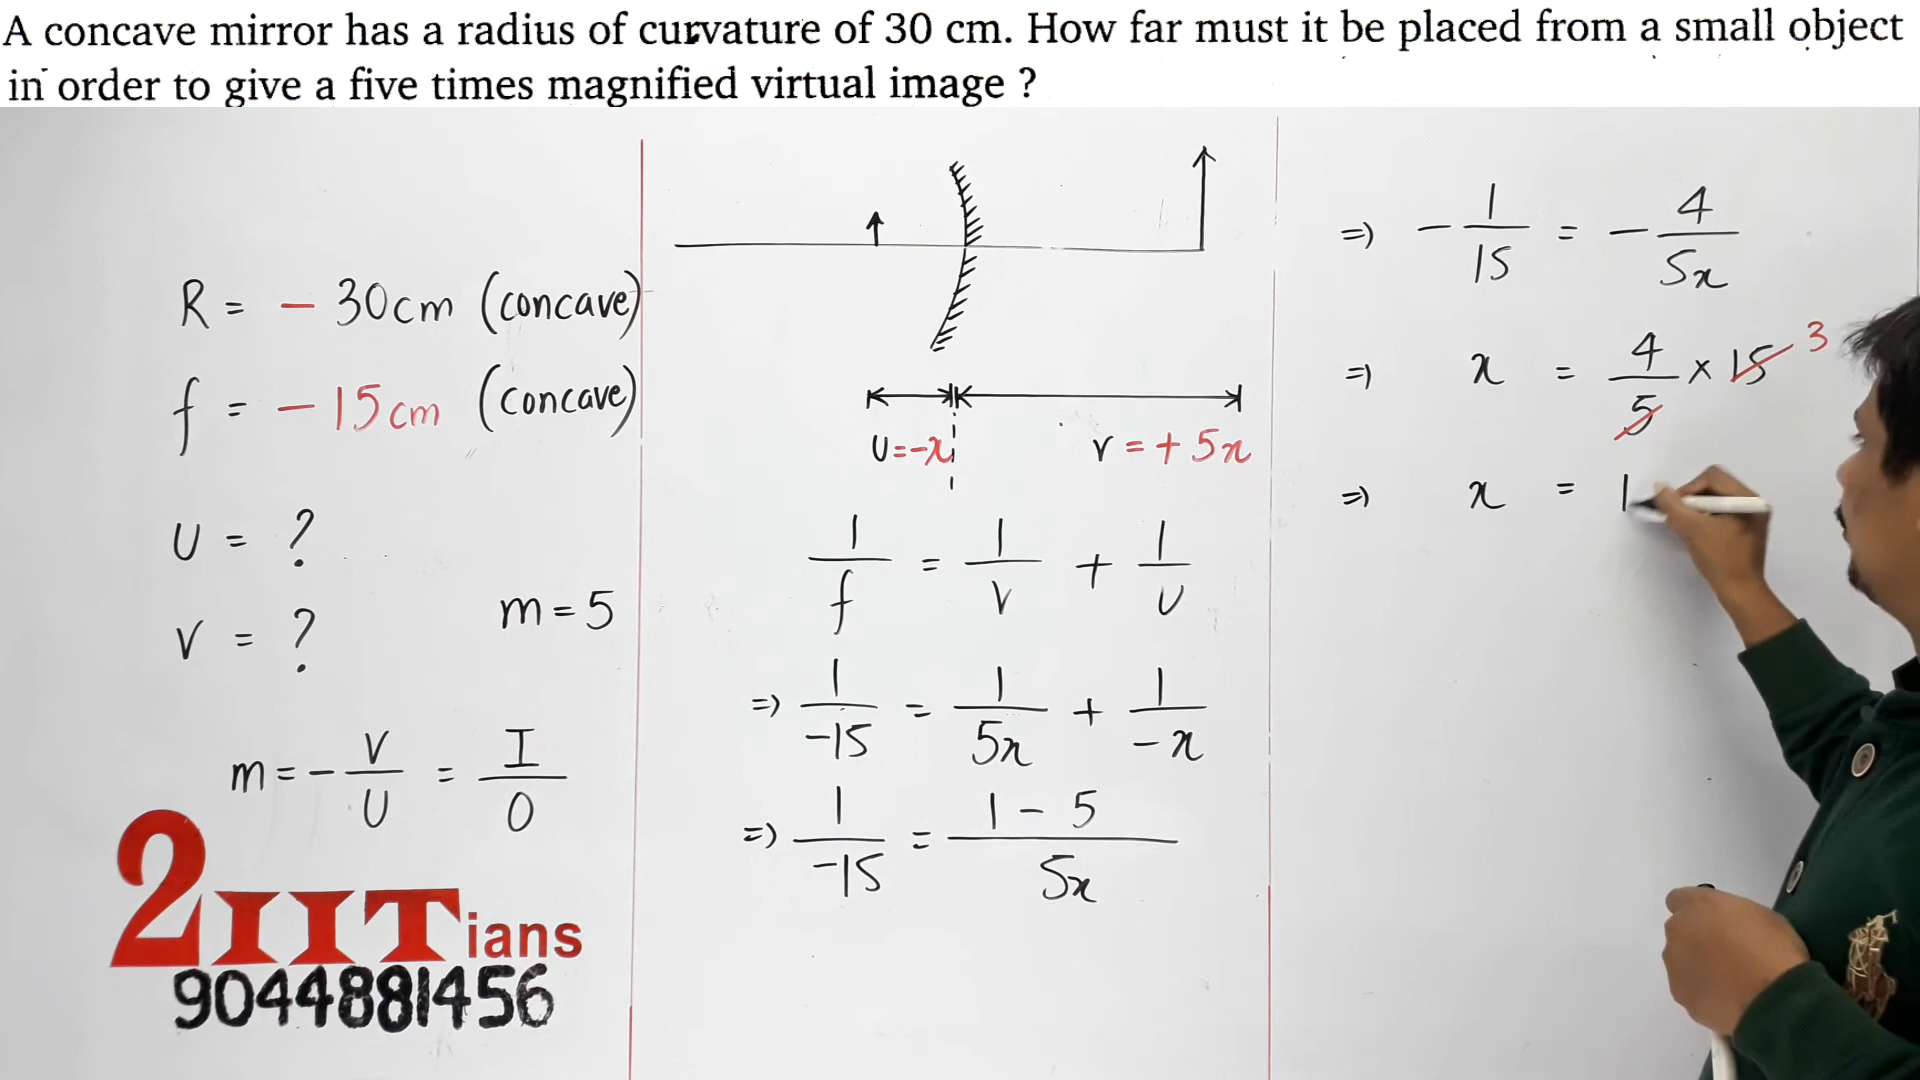 A concave mirror has a radius of curvature of 30 cm. How far must it be placed from a small object
in order to give a five times magnified virtual image ?
R = - 30cm (concave)
f = - 15cm (concave)
U = ?
V = ?
m = 5
m = - V/U = I/O
2IITians
9044881456
U = -x
V = + 5x
1/f = 1/V + 1/U
=) 1/-15 = 1/5x + 1/-x
=) 1/-15 = 1 - 5/5x
=) - 1/15 = - 4/5x
=) x = 4/5 × 15 3
=) x = 1